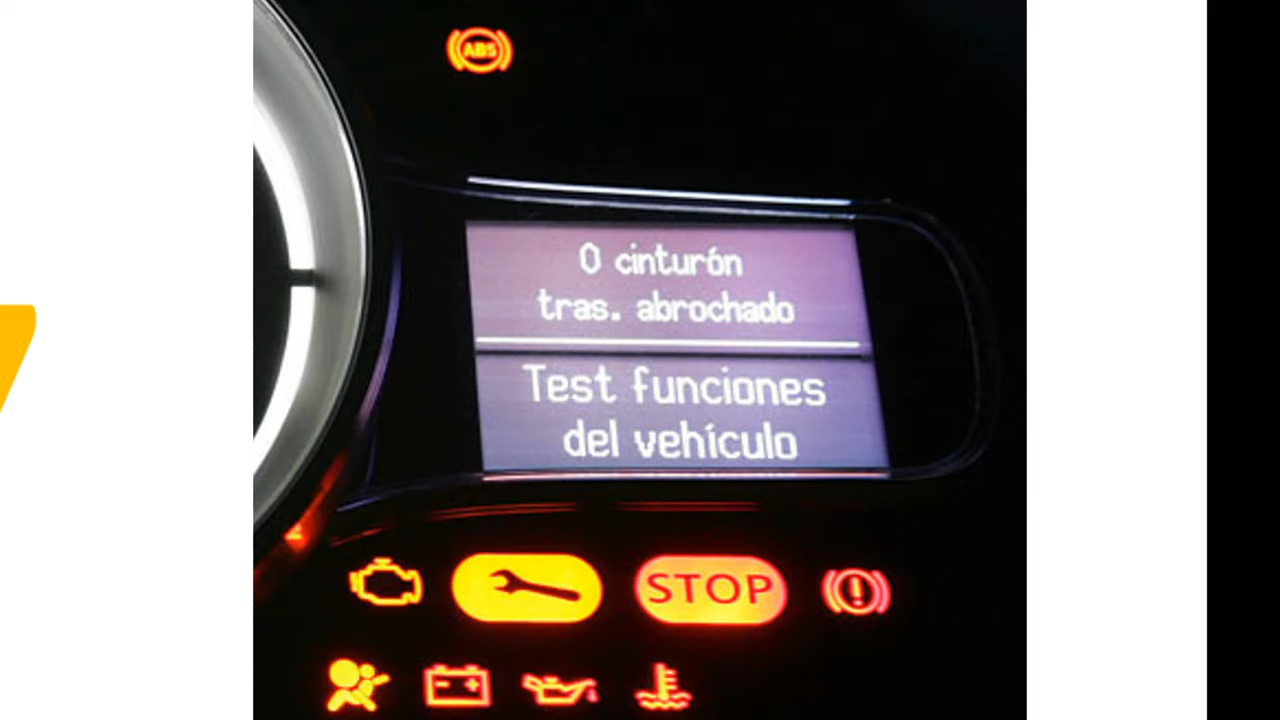 ABS
0 cinturón
tras. abrochado
Test funciones
del vehículo
STOP